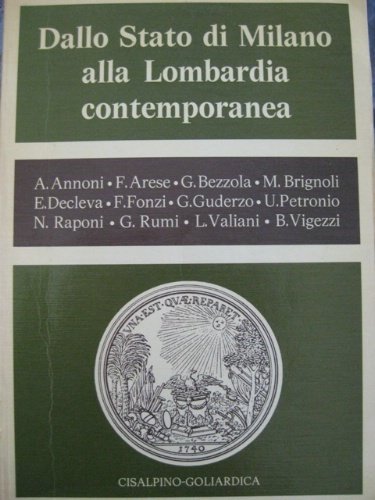 Dallo Stato di Milano
alla Lombardia
contemporanea
A. Annoni • F. Arese • G. Bezzola • M. Brignoli
E. Decleva • F. Fonzi • G. Guderzo • U. Petronio
N. Raponi • G. Rumi • L. Valiani • B. Vigezzi
VNA·EST·QVÆ·REPARET·
1740
CISALPINO-GOLIARDICA